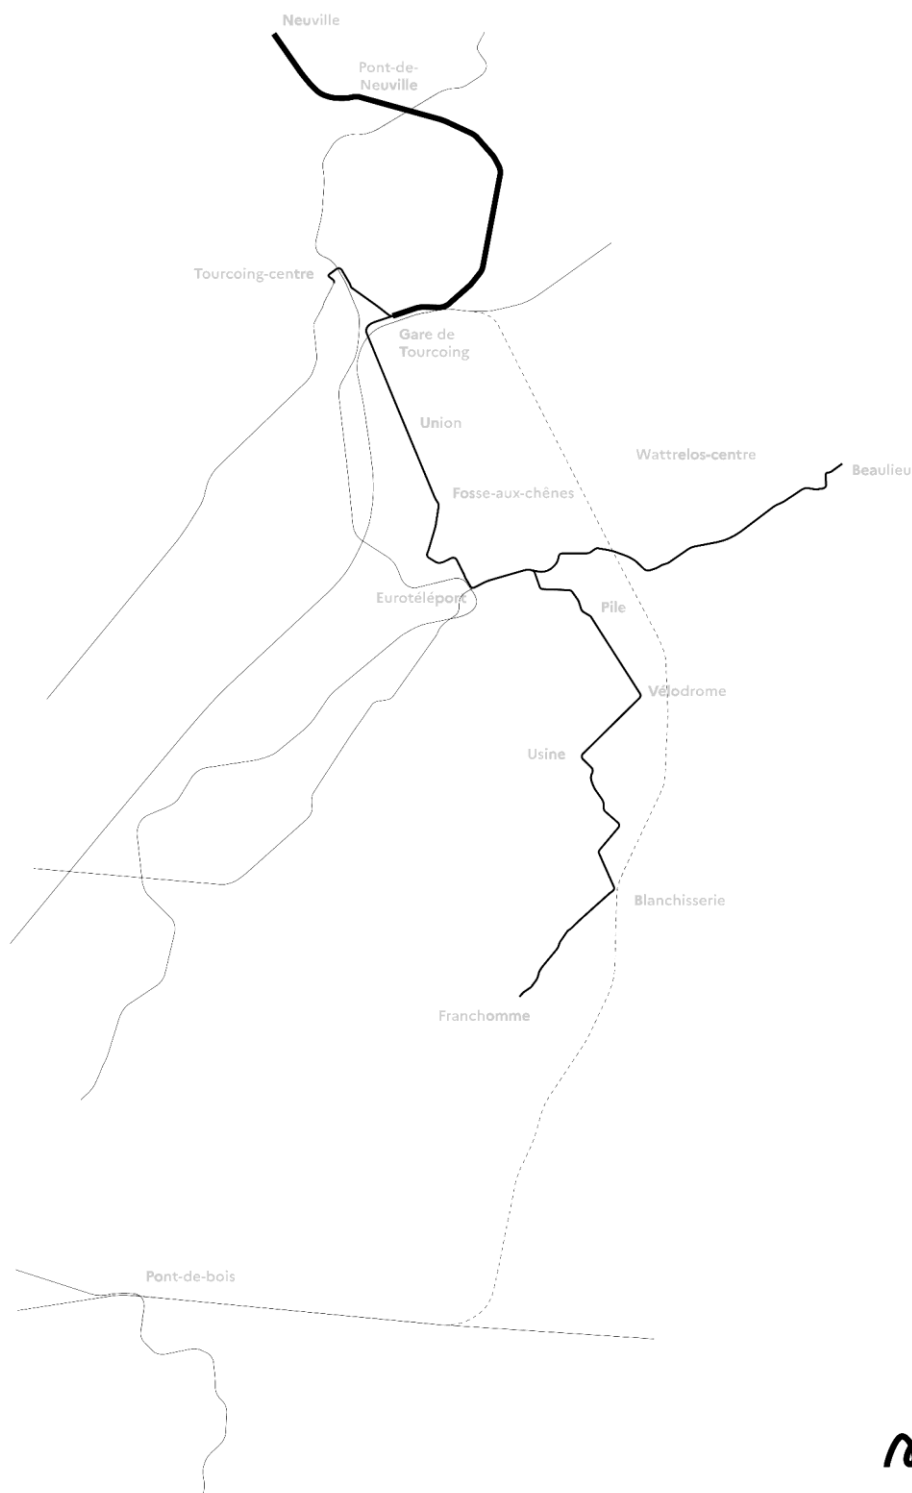 Neuville
Pont-de-
Neuville
Tourcoing-centre
Gare de
Tourcoing
Union
Wattrelos-centre
Beaulieu
Fosse-aux-chênes
Eurotéléport
Pile
Vélodrome
Usine
Blanchisserie
Franchomme
Pont-de-bois